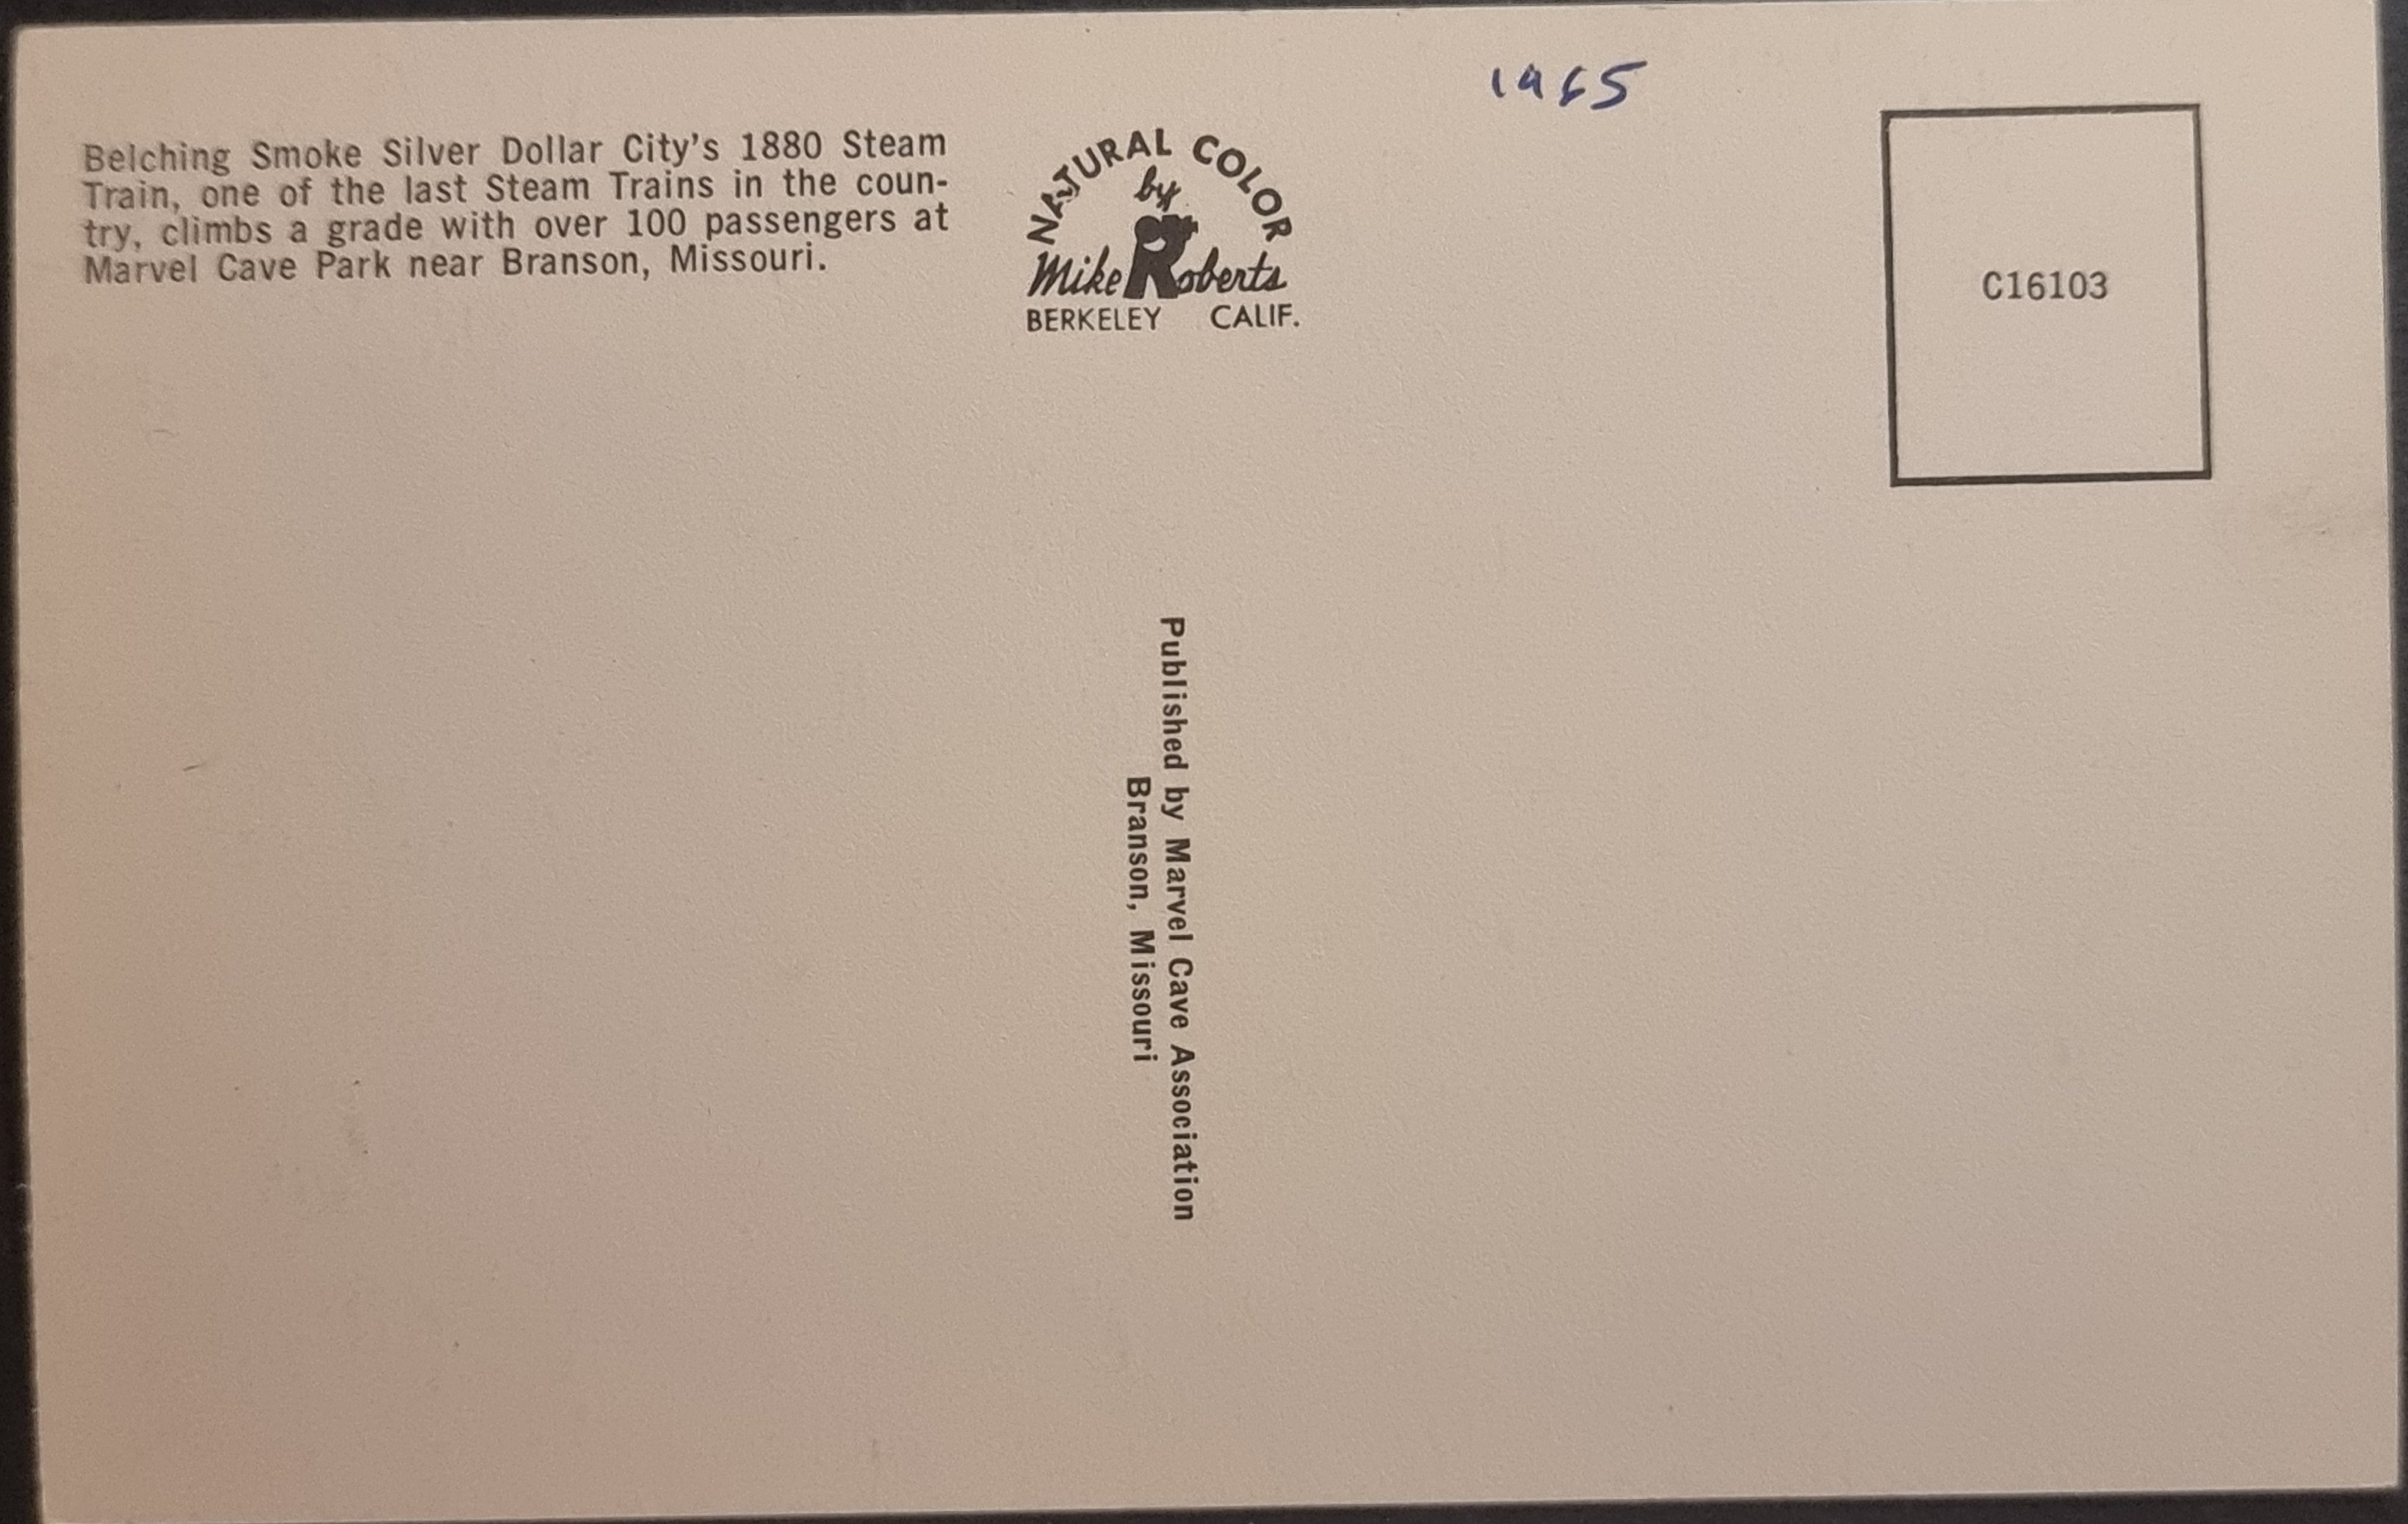 1965
Belching Smoke Silver Dollar City's 1880 Steam
Train, one of the last Steam Trains in the coun-
try, climbs a grade with over 100 passengers at
Marvel Cave Park near Branson, Missouri.
NATURAL COLOR
by
Mike Roberts
BERKELEY CALIF.
C16103
Published by Marvel Cave Association
Branson, Missouri